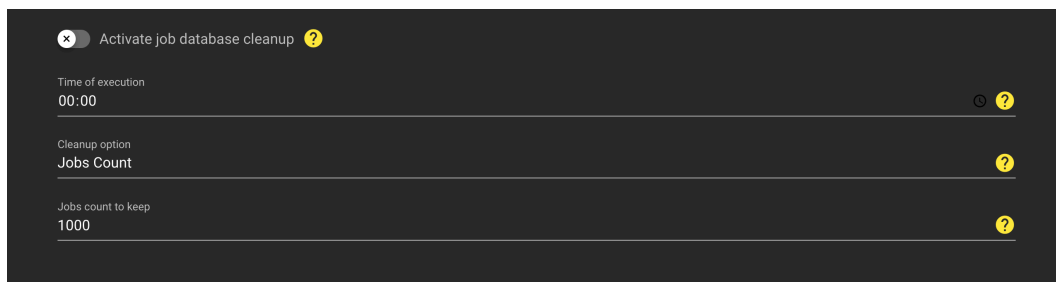 Activate job database cleanup ?
Time of execution
00:00 ?
Cleanup option
Jobs Count ?
Jobs count to keep
1000 ?